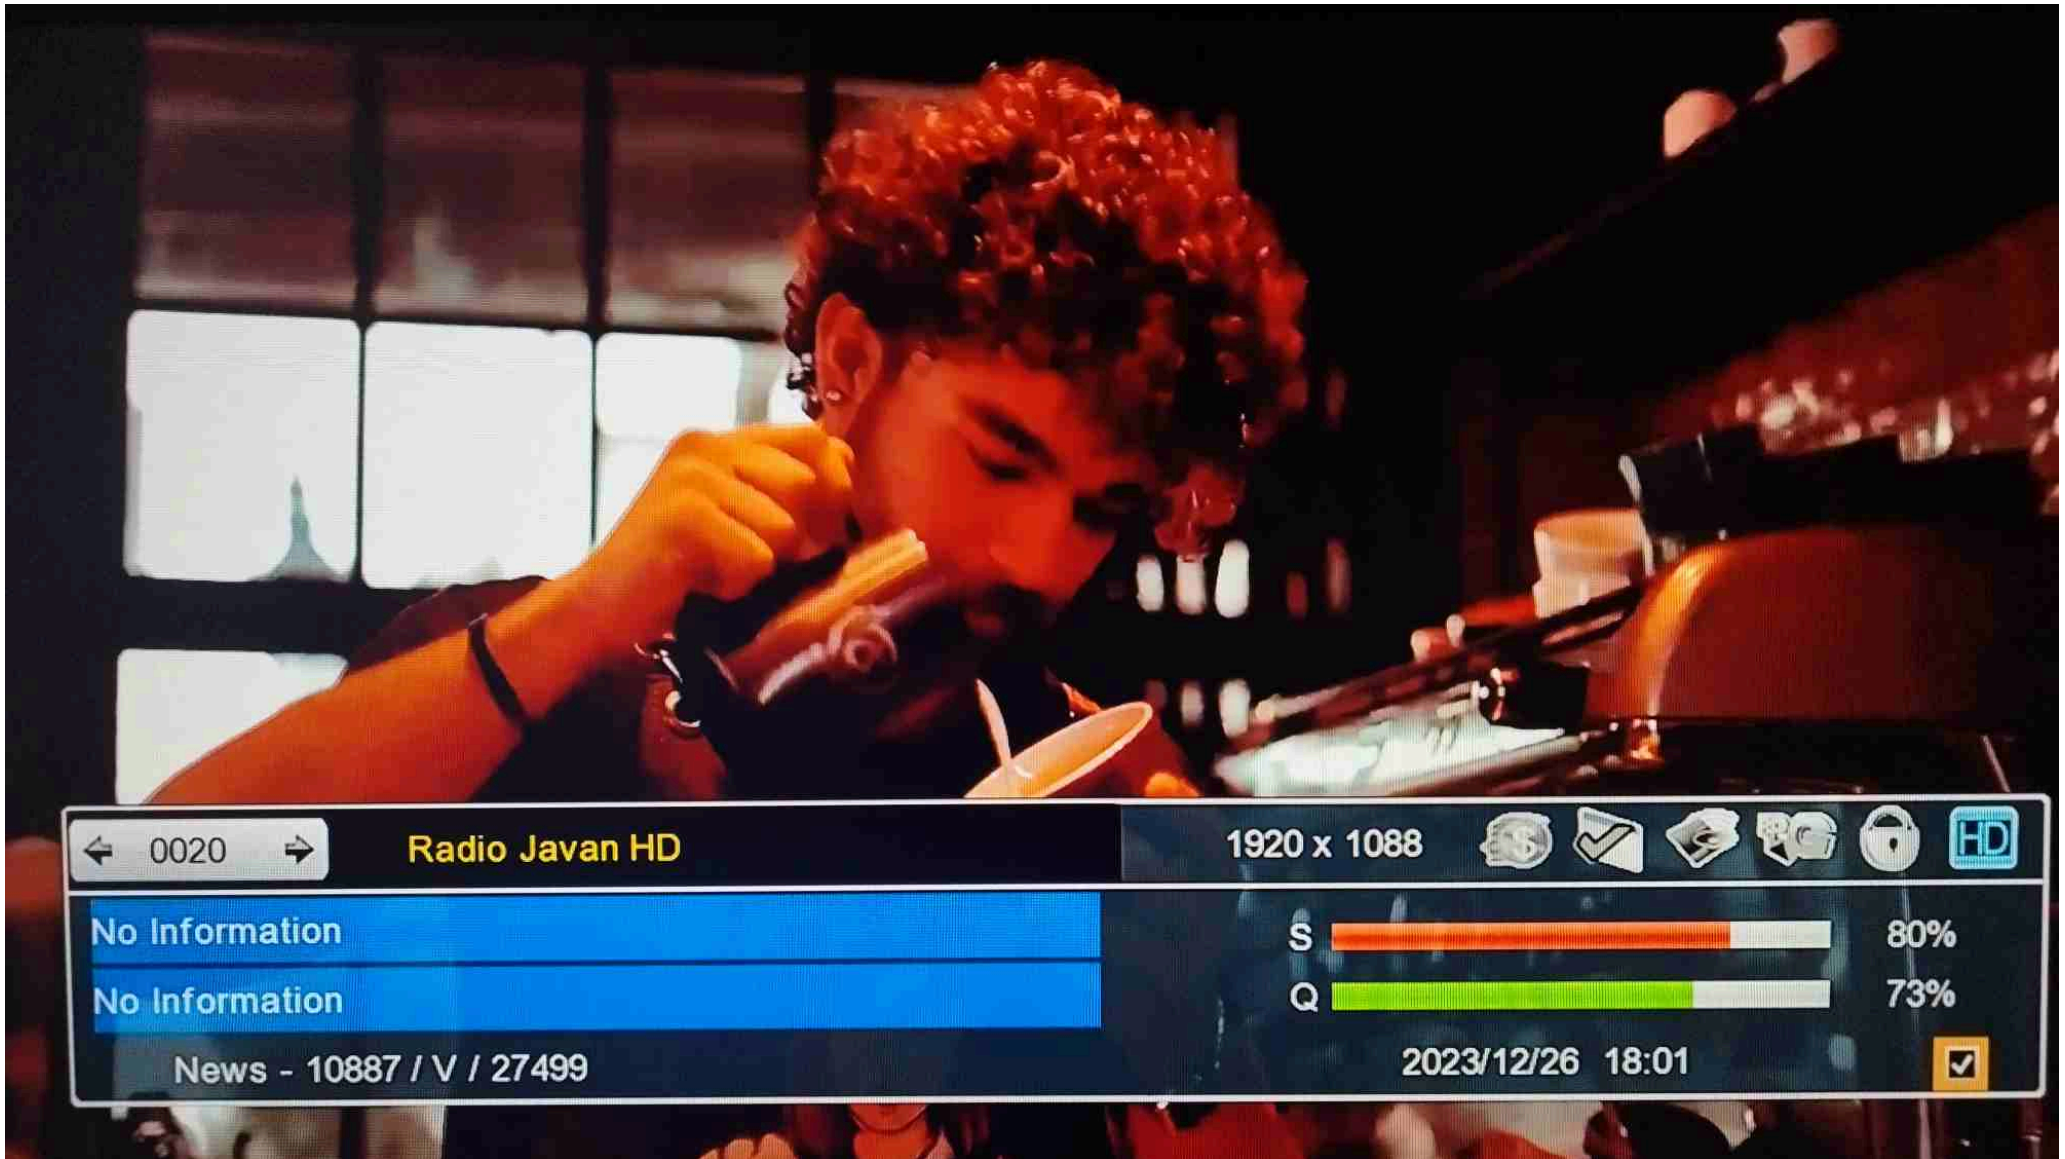 0020
Radio Javan HD
1920 x 1088
HD
No Information
No Information
S 80%
Q 73%
News - 10887 / V / 27499
2023/12/26 18:01